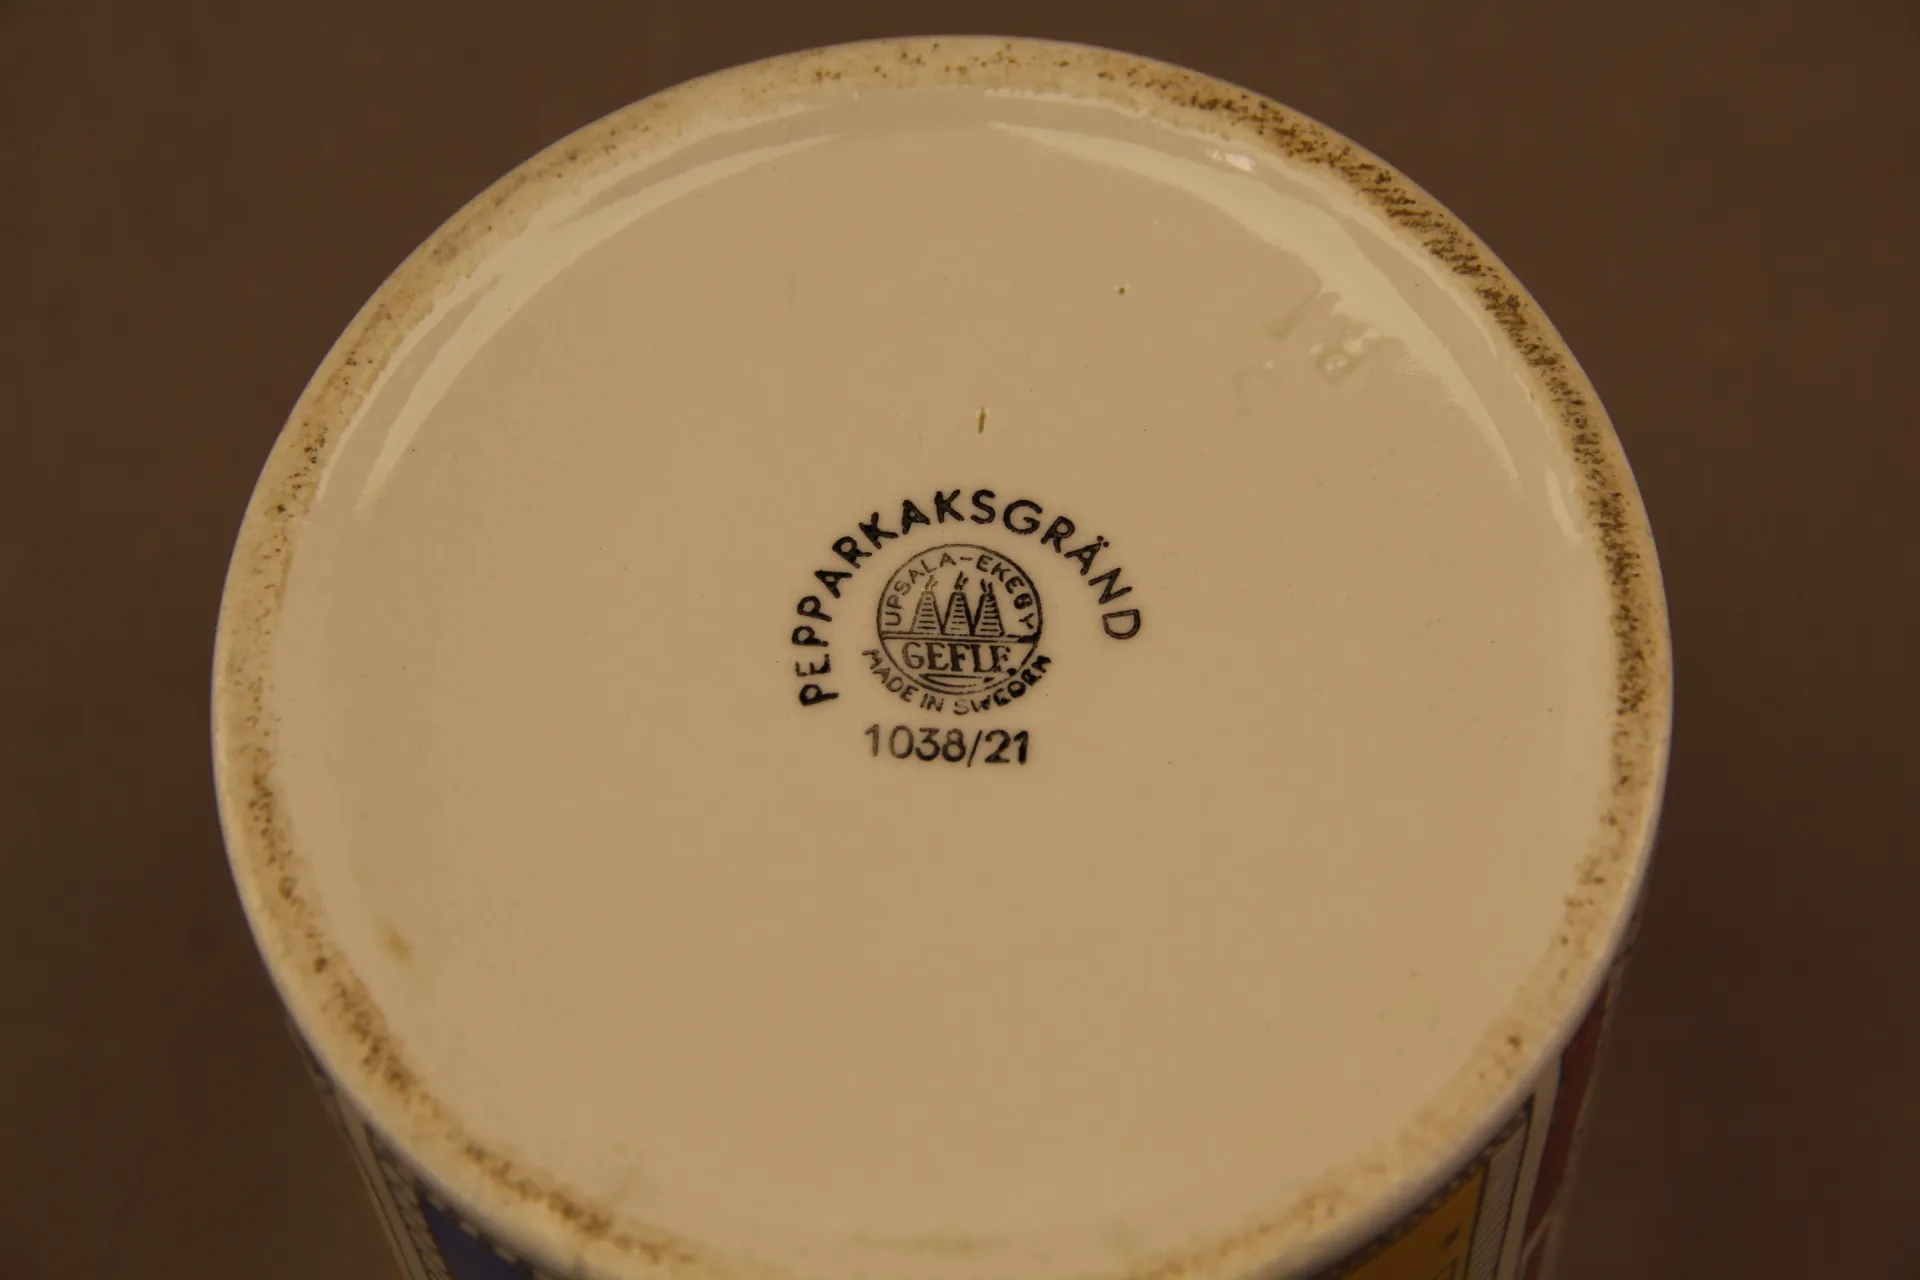 PEPPARKAKSGRÄND
UPSALA-EKEBY
GEFLE
MADE IN SWEDEN
1038/21